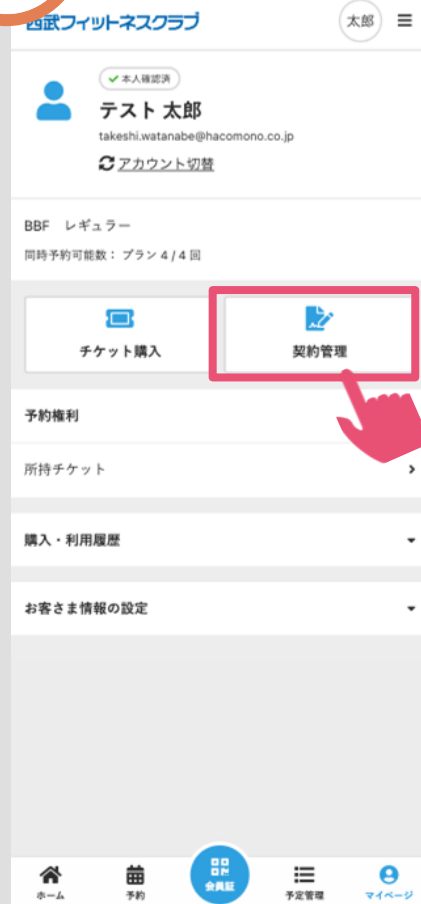 西武フィットネスクラブ
太郎
本人確認済
テスト 太郎
takeshi.watanabe@hacomono.co.jp
アカウント切替
BBF レギュラー
同時予約可能数： プラン 4 / 4 回
チケット購入
契約管理
予約権利
所持チケット
購入・利用履歴
お客さま情報の設定
ホーム
予約
会員証
予定管理
マイページ